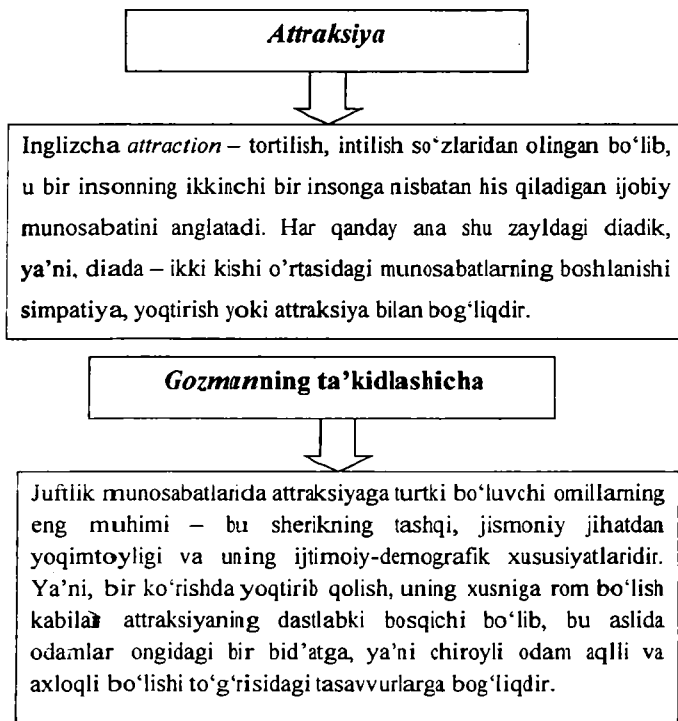 Attraksiya
Inglizcha attraction – tortilish, intilish so‘zlaridan olingan bo‘lib,
u bir insonning ikkinchi bir insonga nisbatan his qiladigan ijobiy
munosabatini anglatadi. Har qanday ana shu zayldagi diadik,
ya’ni, diada – ikki kishi o’rtasidagi munosabatlarning boshlanishi
simpatiya, yoqtirish yoki attraksiya bilan bog‘liqdir.
Gozmanning ta’kidlashicha
Juftlik munosabatlarida attraksiyaga turtki bo‘luvchi omillarning
eng muhimi – bu sherikning tashqi, jismoniy jihatdan
yoqimtoyligi va uning ijtimoiy-demografik xususiyatlaridir.
Ya’ni, bir ko‘rishda yoqtirib qolish, uning xusniga rom bo‘lish
kabilar attraksiyaning dastlabki bosqichi bo‘lib, bu aslida
odamlar ongidagi bir bid’atga, ya’ni chiroyli odam aqlli va
axloqli bo‘lishi to‘g‘risidagi tasavvurlarga bog‘liqdir.